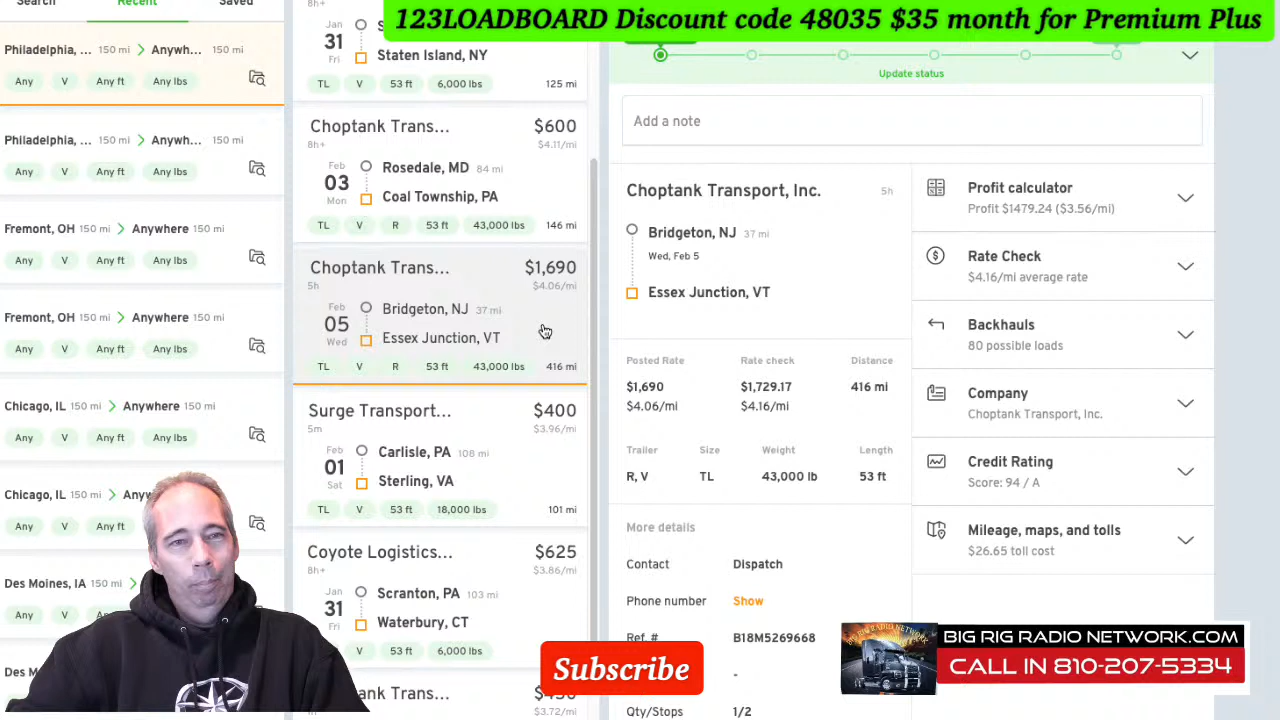 Search Recent Saved
123LOADBOARD Discount code 48035 $35 month for Premium Plus
Philadelphia, ... 150 mi > Anywh... 150 mi
Any V Any ft Any lbs
Philadelphia, ... 150 mi > Anywh... 150 mi
Any V Any ft Any lbs
Fremont, OH 150 mi > Anywhere 150 mi
Any V Any ft Any lbs
Fremont, OH 150 mi > Anywhere 150 mi
Any V Any ft Any lbs
Chicago, IL 150 mi > Anywhere 150 mi
Any V Any ft Any lbs
Chicago, IL 150 mi > Anyw
Any V Any ft
Des Moines, IA 150 mi >
Any
Des M
8h+
Jan
31
Fri
Staten Island, NY
TL V 53 ft 6,000 lbs 125 mi
Choptank Trans... $600
8h+ $4.11/mi
Feb
03
Mon
Rosedale, MD 84 mi
Coal Township, PA
TL V R 53 ft 43,000 lbs 146 mi
Choptank Trans... $1,690
5h $4.06/mi
Feb
05
Wed
Bridgeton, NJ 37 mi
Essex Junction, VT
TL V R 53 ft 43,000 lbs 416 mi
Surge Transport... $400
5m $3.96/mi
Feb
01
Sat
Carlisle, PA 108 mi
Sterling, VA
TL V 53 ft 18,000 lbs 101 mi
Coyote Logistics... $625
8h+ $3.86/mi
Jan
31
Fri
Scranton, PA 103 mi
Waterbury, CT
53 ft 6,000 lbs
Trans...
$3.72/mi
Update status
Add a note
Choptank Transport, Inc. 5h
Bridgeton, NJ 37 mi
Wed, Feb 5
Essex Junction, VT
Posted Rate Rate check Distance
$1,690 $1,729.17 416 mi
$4.06/mi $4.16/mi
Trailer Size Weight Length
R, V TL 43,000 lb 53 ft
More details
Contact Dispatch
Phone number Show
Ref. # B18M5269668
-
Qty/Stops 1/2
Profit calculator
Profit $1479.24 ($3.56/mi)
Rate Check
$4.16/mi average rate
Backhauls
80 possible loads
Company
Choptank Transport, Inc.
Credit Rating
Score: 94 / A
Mileage, maps, and tolls
$26.65 toll cost
Subscribe
BIG RIG RADIO NETWORK.COM
CALL IN 810-207-5334